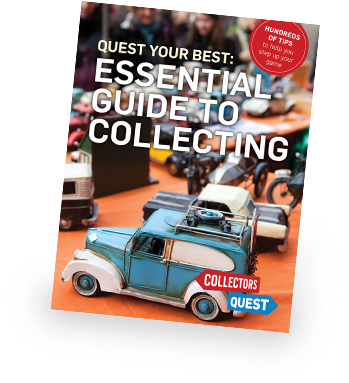 QUEST YOUR BEST:
ESSENTIAL
GUIDE TO
COLLECTING
HUNDREDS
OF TIPS
to help you
step up your
game
COLLECTORS
QUEST